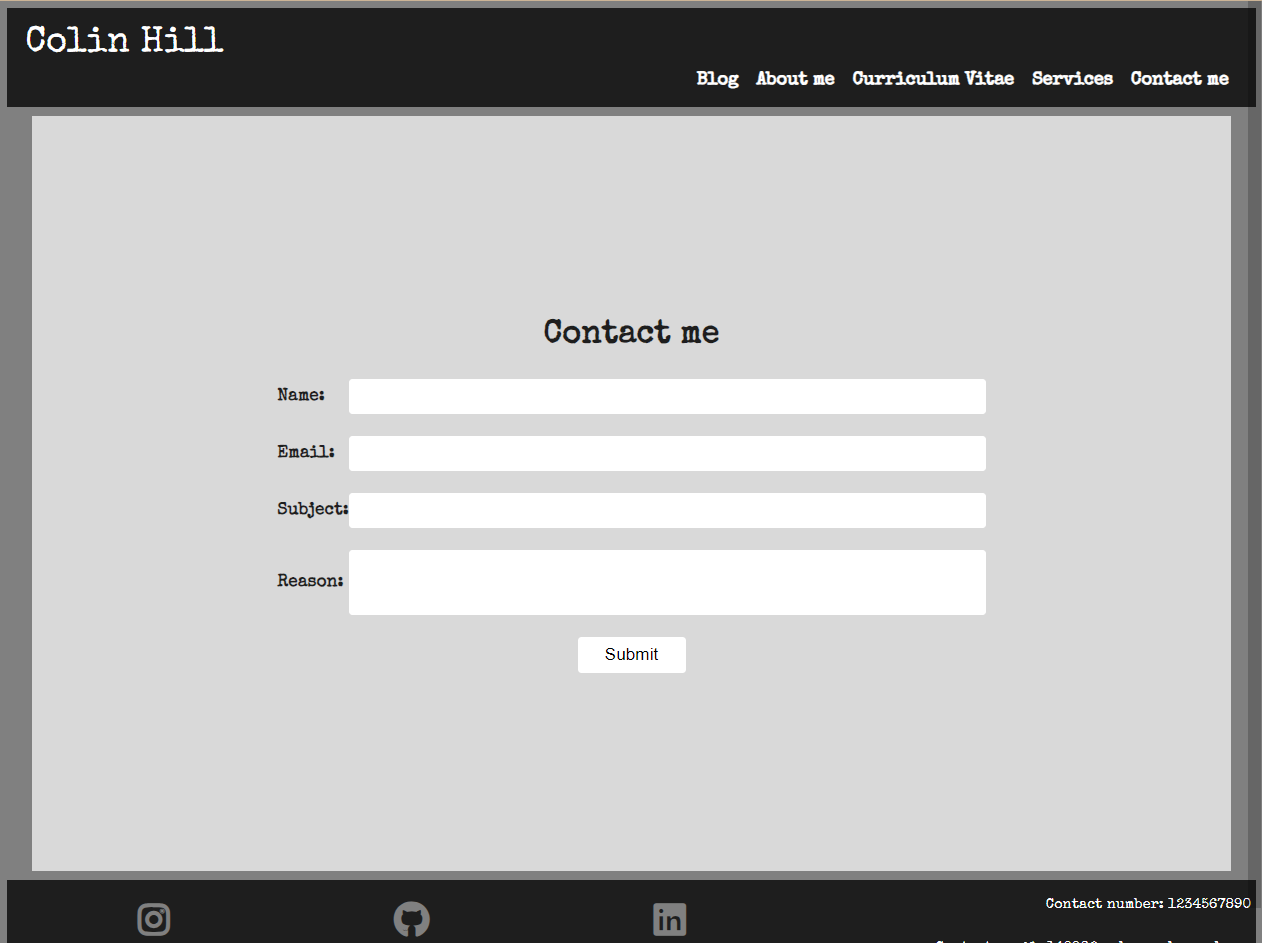 Colin Hill
Blog About me Curriculum Vitae Services Contact me
Contact me
Name:
Email:
Subject:
Reason:
Submit
in
Contact number: 1234567890